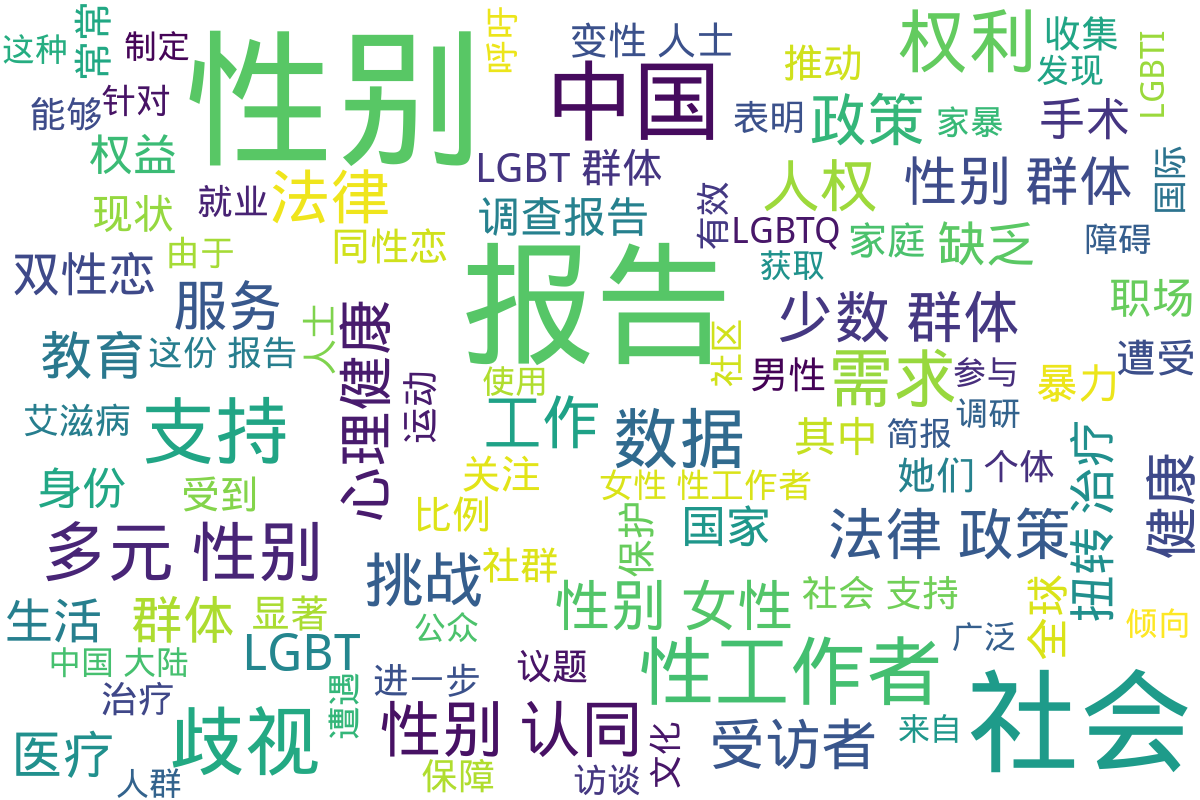 这种
常常
制定
性别
呼吁
变性 人士
中国
推动
权利
收集
发现
LGBTI
能够
针对
表明
政策
家暴
手术
权益
LGBT 群体
人权
性别 群体
国际
现状
就业
法律
调查报告
有效
LGBTQ
家庭
缺乏
障碍
由于
同性恋
获取
双性恋
服务
报告
少数 群体
职场
教育
这份 报告
人士
心理健康
社区
男性
需求
参与
暴力
遭受
艾滋病
支持
运动
使用
工作
数据
其中
简报
调研
身份
受到
关注
女性 性工作者
她们
个体
扭转 治疗
健康
多元 性别
比例
保护
国家
法律 政策
挑战
社群
生活
群体
显著
性别 女性
社会 支持
全球
倾向
公众
广泛
中国 大陆
LGBT
议题
性工作者
社会
治疗
遭遇
进一步
歧视
性别 认同
文化
受访者
来自
医疗
人群
保障
访谈